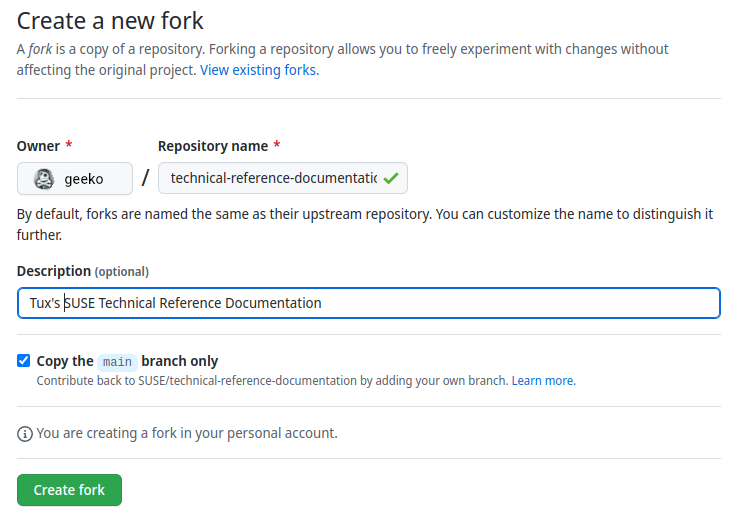 Create a new fork
A fork is a copy of a repository. Forking a repository allows you to freely experiment with changes without
affecting the original project. View existing forks.
Owner * Repository name *
geeko / technical-reference-documentatic
By default, forks are named the same as their upstream repository. You can customize the name to distinguish it
further.
Description (optional)
Tux's SUSE Technical Reference Documentation
Copy the main branch only
Contribute back to SUSE/technical-reference-documentation by adding your own branch. Learn more.
You are creating a fork in your personal account.
Create fork